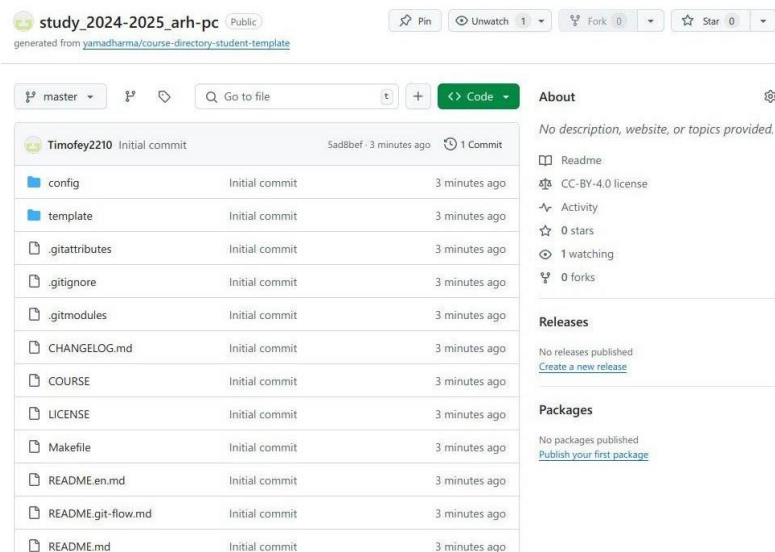 study_2024-2025_arh-pc Public
Pin
Unwatch 1
Fork 0
Star 0
generated from yamadharma/course-directory-student-template
master
Go to file
t
Code
Timofey2210 Initial commit 5ad8bef · 3 minutes ago 1 Commit
config Initial commit 3 minutes ago
template Initial commit 3 minutes ago
.gitattributes Initial commit 3 minutes ago
.gitignore Initial commit 3 minutes ago
.gitmodules Initial commit 3 minutes ago
CHANGELOG.md Initial commit 3 minutes ago
COURSE Initial commit 3 minutes ago
LICENSE Initial commit 3 minutes ago
Makefile Initial commit 3 minutes ago
README.en.md Initial commit 3 minutes ago
README.git-flow.md Initial commit 3 minutes ago
README.md Initial commit 3 minutes ago
About
No description, website, or topics provided.
Readme
CC-BY-4.0 license
Activity
0 stars
1 watching
0 forks
Releases
No releases published
Create a new release
Packages
No packages published
Publish your first package